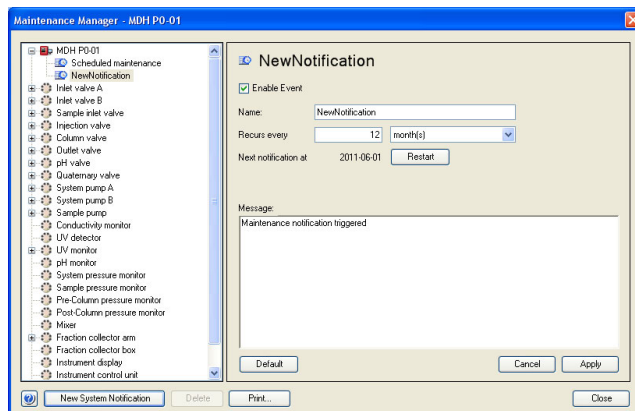 Maintenance Manager - MDH P0-01
MDH P0-01
Scheduled maintenance
NewNotification
Inlet valve A
Inlet valve B
Sample inlet valve
Injection valve
Column valve
Outlet valve
pH valve
Quaternary valve
System pump A
System pump B
Sample pump
Conductivity monitor
UV detector
UV monitor
pH monitor
System pressure monitor
Sample pressure monitor
Pre-Column pressure monitor
Post-Column pressure monitor
Mixer
Fraction collector arm
Fraction collector box
Instrument display
Instrument control unit
NewNotification
Enable Event
Name: NewNotification
Recurs every 12 month(s)
Next notification at 2011-06-01 Restart
Message:
Maintenance notification triggered
Default Cancel Apply
New System Notification Delete Print... Close